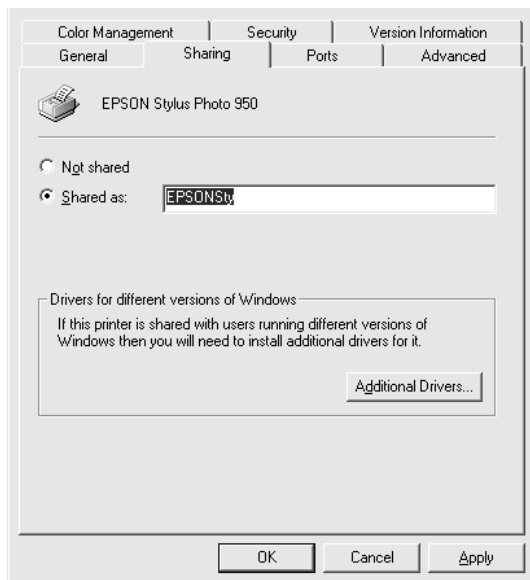 Color Management Security Version Information
General Sharing Ports Advanced
EPSON Stylus Photo 950
Not shared
Shared as: EPSONSty
Drivers for different versions of Windows
If this printer is shared with users running different versions of
Windows then you will need to install additional drivers for it.
Additional Drivers...
OK Cancel Apply